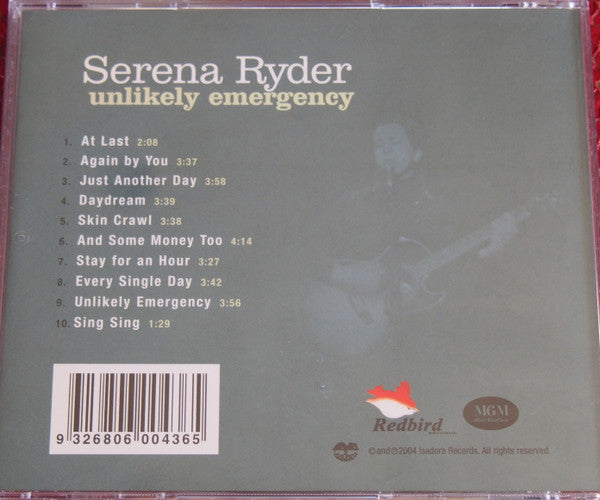 Serena Ryder
unlikely emergency
1. At Last 2:08
2. Again by You 3:37
3. Just Another Day 3:58
4. Daydream 3:39
5. Skin Crawl 3:38
6. And Some Money Too 4:14
7. Stay for an Hour 3:27
8. Every Single Day 3:42
9. Unlikely Emergency 3:56
10. Sing Sing 1:29
9 326806 004365
Redbird
MGM
©and℗2004 Isadora Records. All rights reserved.